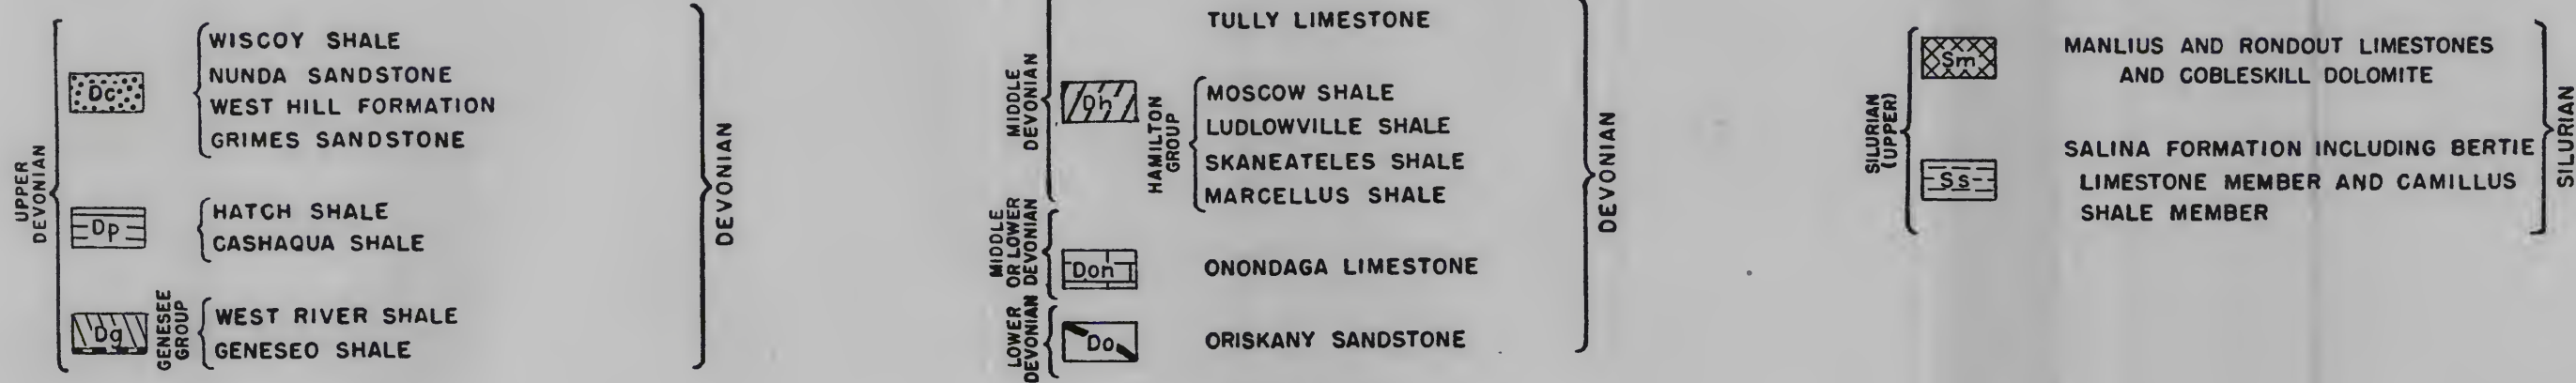 UPPER
DEVONIAN
Dc
WISCOY SHALE
NUNDA SANDSTONE
WEST HILL FORMATION
GRIMES SANDSTONE
Dp
HATCH SHALE
CASHAQUA SHALE
Dg
GENESEE
GROUP
WEST RIVER SHALE
GENESEO SHALE
DEVONIAN
TULLY LIMESTONE
MIDDLE
DEVONIAN
Dh
HAMILTON
GROUP
MOSCOW SHALE
LUDLOWVILLE SHALE
SKANEATELES SHALE
MARCELLUS SHALE
MIDDLE
OR LOWER
DEVONIAN
Don
ONONDAGA LIMESTONE
LOWER
DEVONIAN
Do
ORISKANY SANDSTONE
DEVONIAN
SILURIAN
(UPPER)
Sm
MANLIUS AND RONDOUT LIMESTONES
AND COBLESKILL DOLOMITE
Ss
SALINA FORMATION INCLUDING BERTIE
LIMESTONE MEMBER AND CAMILLUS
SHALE MEMBER
SILURIAN